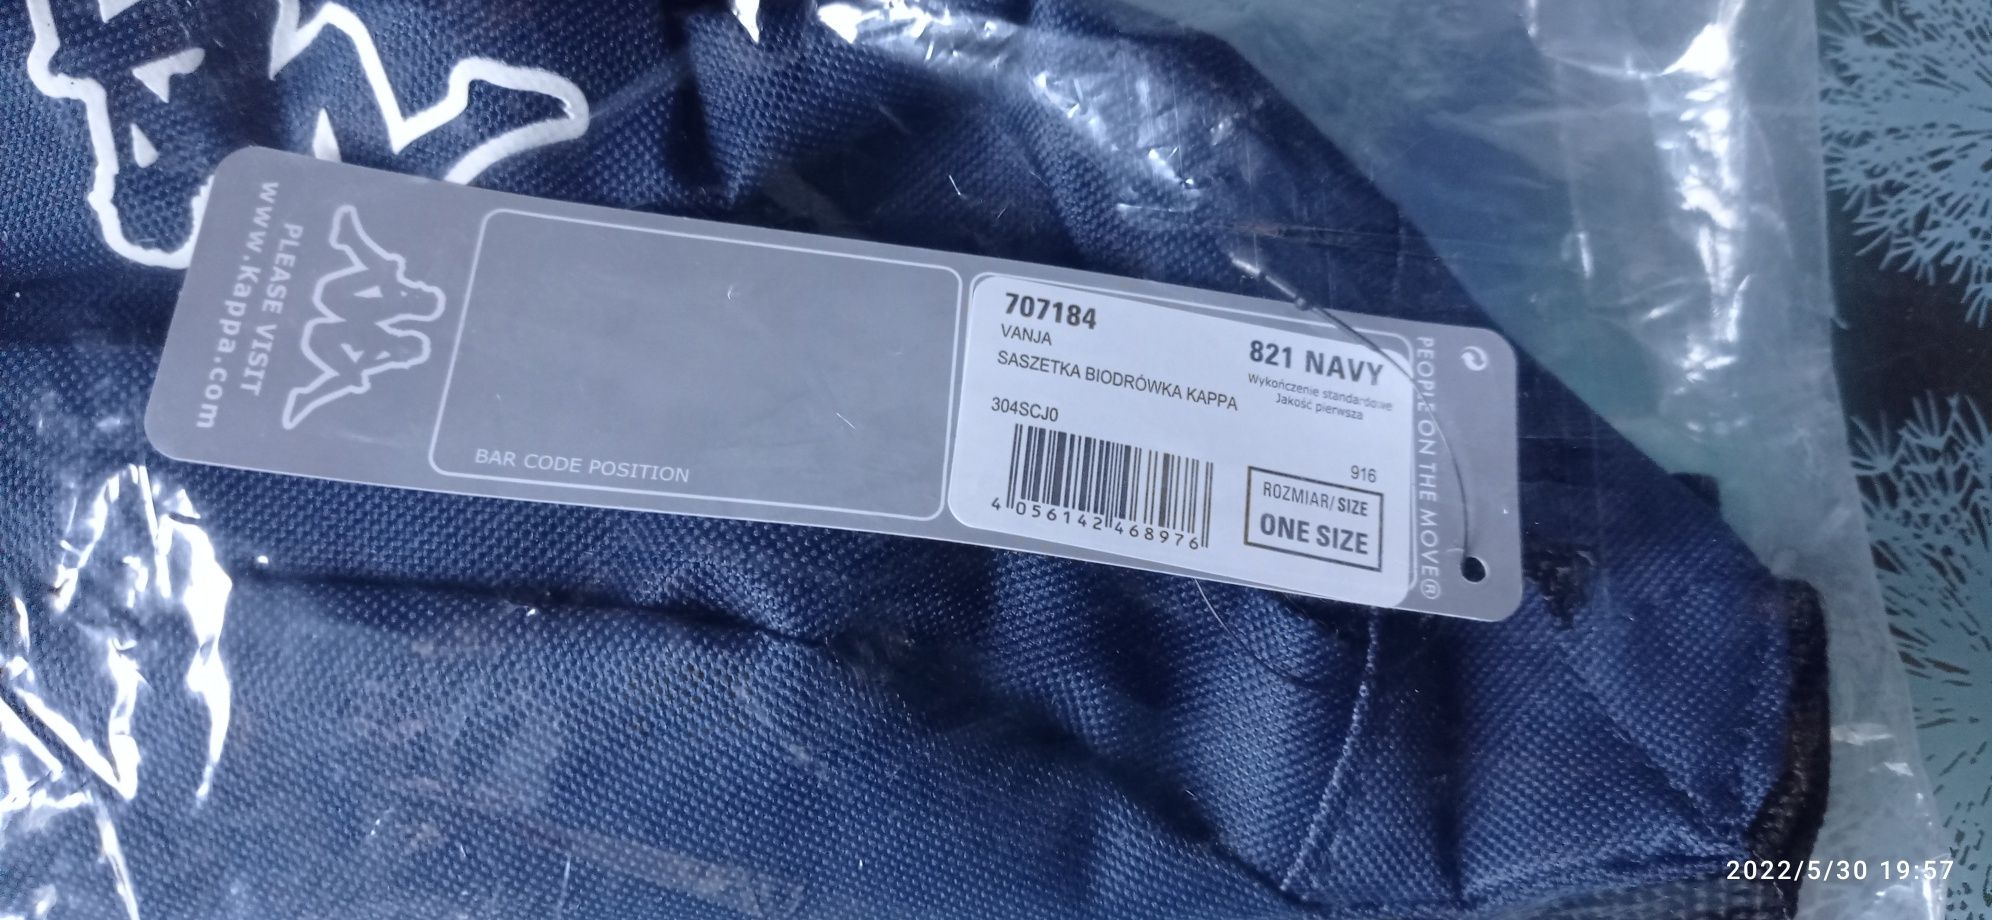 PLEASE VISIT
www.Kappa.com
BAR CODE POSITION
707184
VANJA
SASZETKA BIODRÓWKA KAPPA
304SCJ0
4 056142 468976
821 NAVY
Wykończenie standardowe
Jakość pierwsza
916
ROZMIAR/SIZE
ONE SIZE
PEOPLE ON THE MOVE®
2022/5/30 19:57